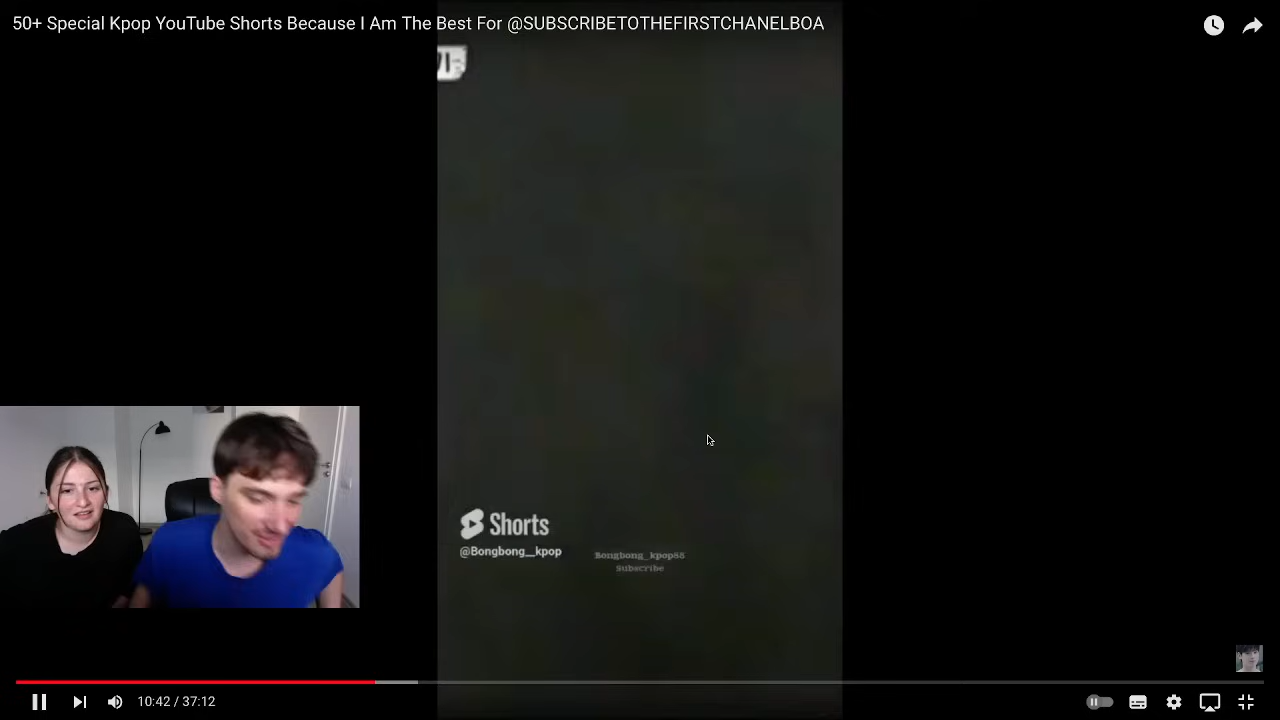 50+ Special Kpop YouTube Shorts Because I Am The Best For @SUBSCRIBETOTHEFIRSTCHANELBOA
Shorts
@Bongbong__kpop
Bongbong_kpop88
Subscribe
10:42 / 37:12